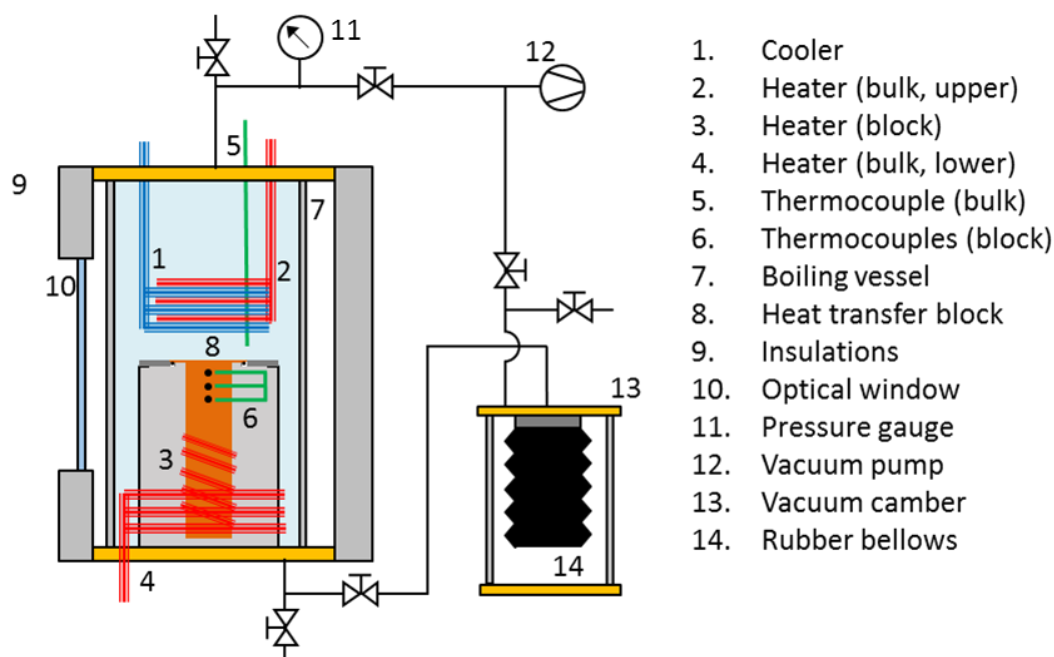 11
12
5
9
7
1
2
10
8
13
6
3
14
4
1. Cooler
2. Heater (bulk, upper)
3. Heater (block)
4. Heater (bulk, lower)
5. Thermocouple (bulk)
6. Thermocouples (block)
7. Boiling vessel
8. Heat transfer block
9. Insulations
10. Optical window
11. Pressure gauge
12. Vacuum pump
13. Vacuum camber
14. Rubber bellows